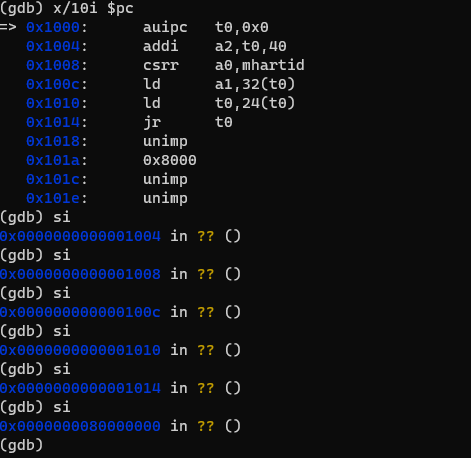 (gdb) x/10i $pc
=> 0x1000:      auipc   t0,0x0
   0x1004:      addi    a2,t0,40
   0x1008:      csrr    a0,mhartid
   0x100c:      ld      a1,32(t0)
   0x1010:      ld      t0,24(t0)
   0x1014:      jr      t0
   0x1018:      unimp
   0x101a:      0x8000
   0x101c:      unimp
   0x101e:      unimp
(gdb) si
0x0000000000001004 in ?? ()
(gdb) si
0x0000000000001008 in ?? ()
(gdb) si
0x000000000000100c in ?? ()
(gdb) si
0x0000000000001010 in ?? ()
(gdb) si
0x0000000000001014 in ?? ()
(gdb) si
0x0000000080000000 in ?? ()
(gdb)